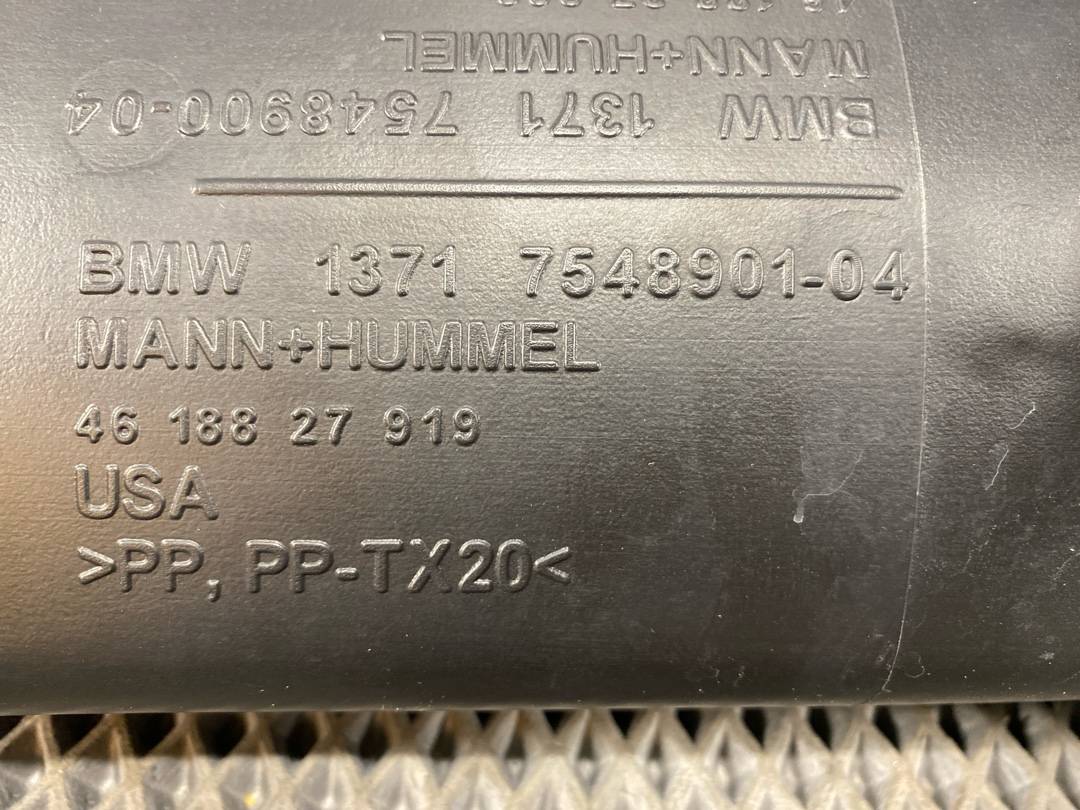 BMW 1371 7548901-04
MANN+HUMMEL
46 188 27 919
USA
>PP, PP-TX20<
BMW 1371 7548900-04
MANN+HUMMEL